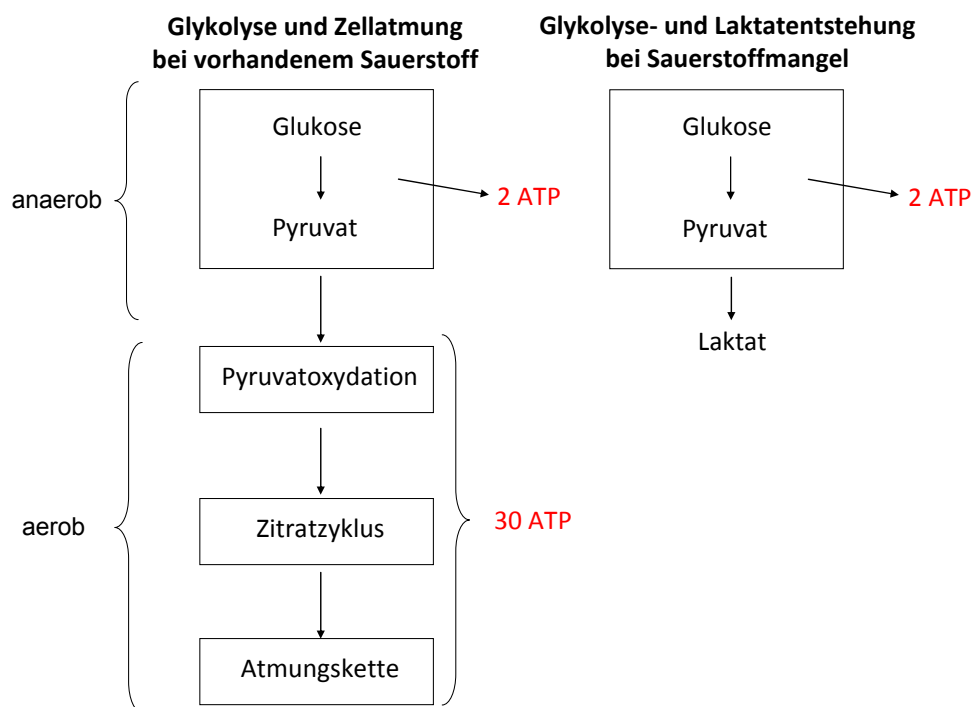 Glykolyse und Zellatmung
bei vorhandenem Sauerstoff
Glykolyse- und Laktatentstehung
bei Sauerstoffmangel
anaerob
Glukose
Pyruvat
2 ATP
Glukose
Pyruvat
2 ATP
Laktat
aerob
Pyruvatoxydation
Zitratzyklus
Atmungskette
30 ATP